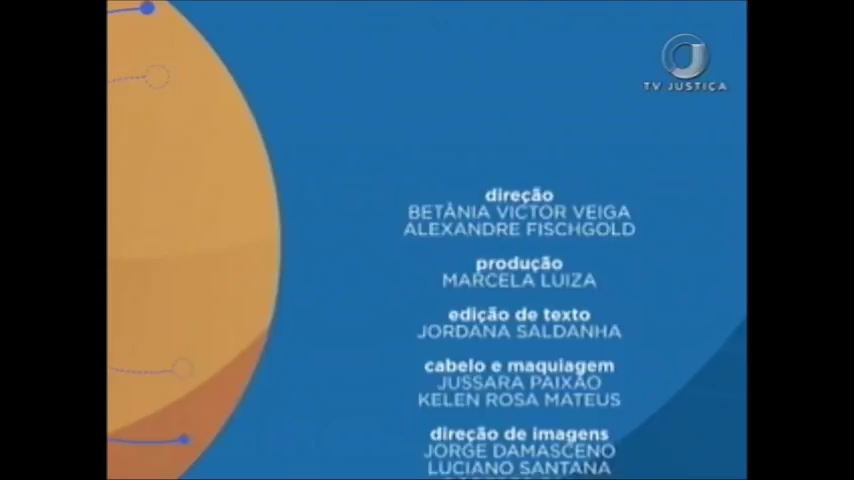 TV JUSTIÇA
direção
BETÂNIA VICTOR VEIGA
ALEXANDRE FISCHGOLD
produção
MARCELA LUIZA
edição de texto
JORDANA SALDANHA
cabelo e maquiagem
JUSSARA PAIXÃO
KELEN ROSA MATEUS
direção de imagens
JORGE DAMASCENO
LUCIANO SANTANA